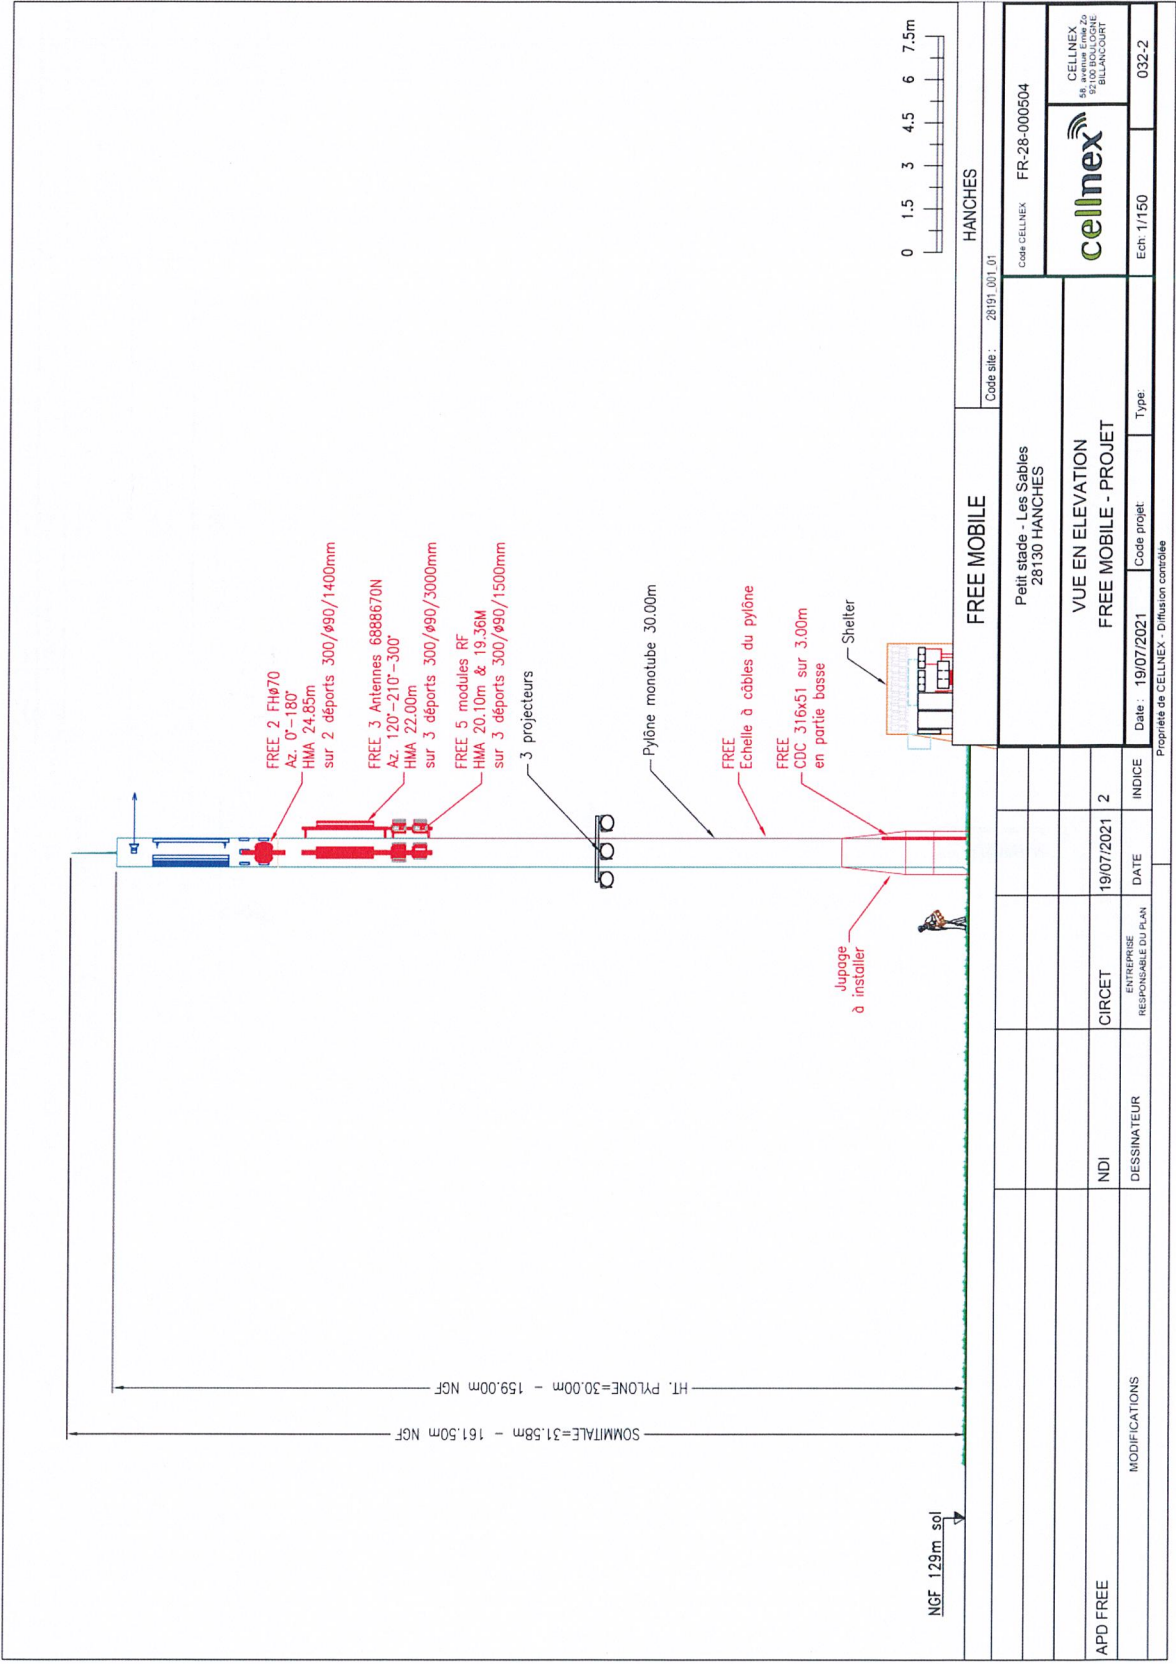 FREE 2 FHø70
Az. 0°-180°
HMA 24.85m
sur 2 déports 300/ø90/1400mm
FREE 3 Antennes 6888670N
Az. 120°-210°-300°
HMA 22.00m
sur 3 déports 300/ø90/3000mm
FREE 5 modules RF
HMA 20.10m & 19.36M
sur 3 déports 300/ø90/1500mm
3 projecteurs
Pylône monotube 30.00m
FREE
Echelle à câbles du pylône
FREE
CDC 316x51 sur 3.00m
en partie basse
Shelter
Jupage
à installer
HT. PYLONE=30.00m - 159.00m NGF
SOMMITALE=31.58m - 161.50m NGF
NGF 129m sol
0 1.5 3 4.5 6 7.5m
FREE MOBILE
HANCHES
Code site : 28191_001_01
Petit stade - Les Sables
28130 HANCHES
Code CELLNEX FR-28-000504
VUE EN ELEVATION
FREE MOBILE - PROJET
cellnex
CELLNEX
58, avenue Emile Zo
92100 BOULOGNE
BILLANCOURT
APD FREE NDI CIRCET 19/07/2021 2
MODIFICATIONS DESSINATEUR ENTREPRISE
RESPONSABLE DU PLAN DATE INDICE
Date : 19/07/2021 Code projet: Type: Ech: 1/150 032-2
Propriété de CELLNEX - Diffusion contrôlée